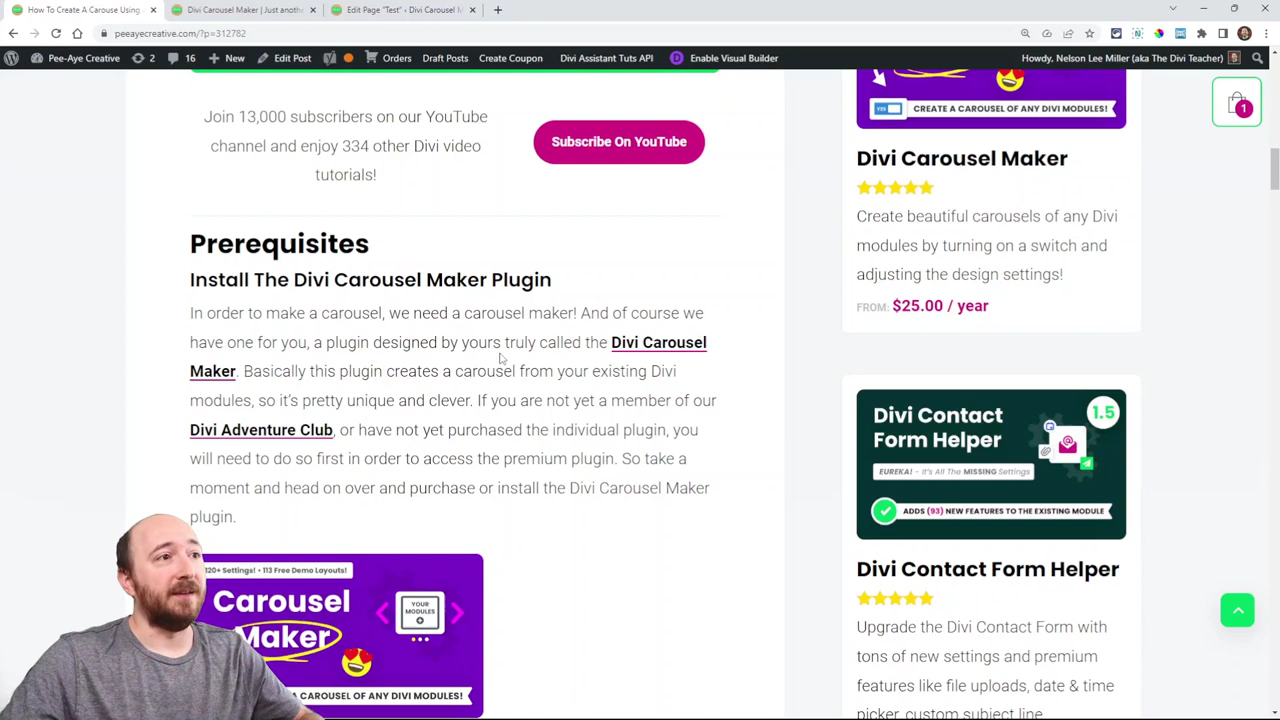 How To Create A Carouse Using
Divi Carousel Maker | Just anoth
Edit Page "Test" ‹ Divi Carousel M
peeayecreative.com/?p=312782
Pee-Aye Creative
2
16
New
Edit Post
Orders
Draft Posts
Create Coupon
Divi Assistant Tuts API
Enable Visual Builder
Howdy, Nelson Lee Miller (aka The Divi Teacher)
Join 13,000 subscribers on our YouTube
channel and enjoy 334 other Divi video
tutorials!
Subscribe On YouTube
Prerequisites
Install The Divi Carousel Maker Plugin
In order to make a carousel, we need a carousel maker! And of course we
have one for you, a plugin designed by yours truly called the Divi Carousel
Maker. Basically this plugin creates a carousel from your existing Divi
modules, so it's pretty unique and clever. If you are not yet a member of our
Divi Adventure Club, or have not yet purchased the individual plugin, you
will need to do so first in order to access the premium plugin. So take a
moment and head on over and purchase or install the Divi Carousel Maker
plugin.
120+ Settings! • 113 Free Demo Layouts!
Carousel
Maker
YOUR
MODULES
A CAROUSEL OF ANY DIVI MODULES!
1
YES
CREATE A CAROUSEL OF ANY DIVI MODULES!
Divi Carousel Maker
Create beautiful carousels of any Divi
modules by turning on a switch and
adjusting the design settings!
FROM: $25.00 / year
Divi Contact
Form Helper
1.5
EUREKA! - It's All The MISSING Settings
ADDS (93) NEW FEATURES TO THE EXISTING MODULE
Divi Contact Form Helper
Upgrade the Divi Contact Form with
tons of new settings and premium
features like file uploads, date & time
picker, custom subject line,